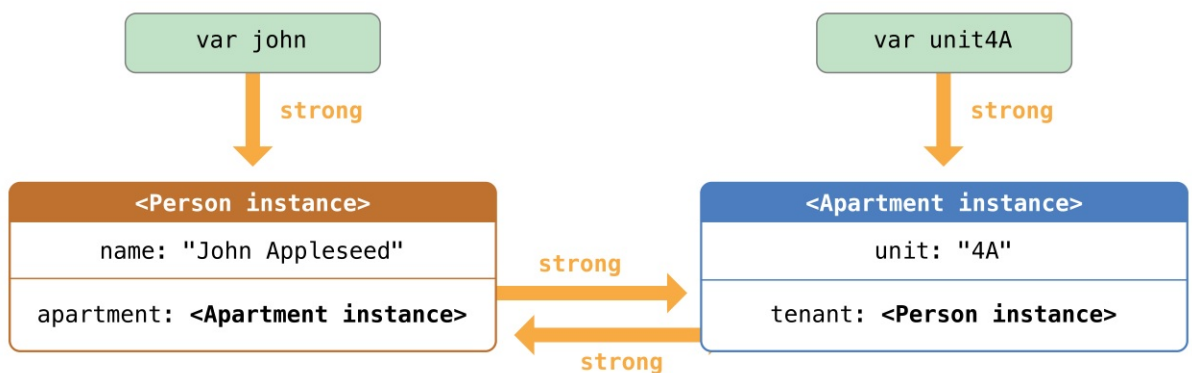 var john
var unit4A
strong
strong
<Person instance>
name: "John Appleseed"
apartment: <Apartment instance>
strong
strong
<Apartment instance>
unit: "4A"
tenant: <Person instance>